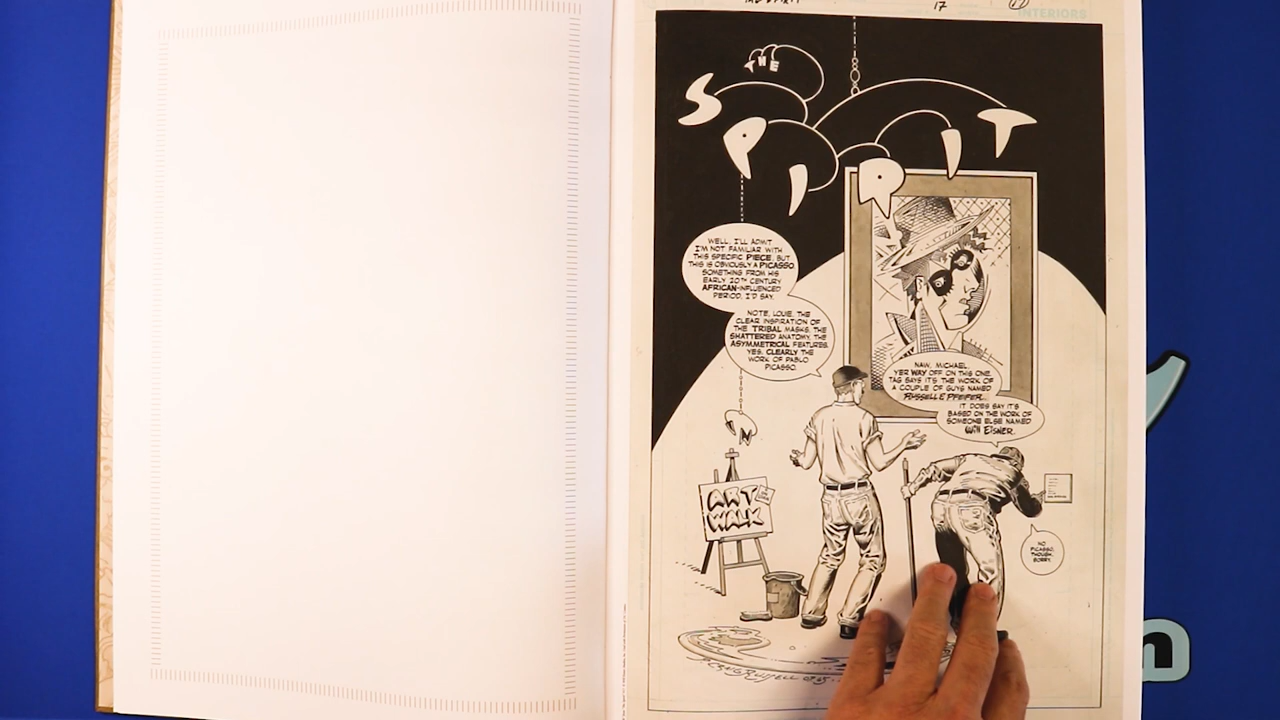 THE SPIRIT
17
INTERIORS
THE
SPIRIT
WELL, I'LL ADMIT
I'M NOT FAMILIAR WITH
THIS SPECIFIC PIECE, BUT
THIS IS OBVIOUSLY A PICASSO.
SOMETHING FROM HIS
EARLY 20TH CENTURY
AFRICAN-INFLUENCED
PERIOD, I'D SAY.
NOTE, LOUIE, THE
CLEAR INSPIRATION OF
THE TRIBAL MASKS, THE
SHATTERED ANATOMY, THE
ASYMMETRICAL FEATURES.
YES, CLEARLY THE
WORK OF PABLO
PICASSO.
NAW, MICHAEL,
YER WAY OFF ON THIS ONE.
TAG SAYS IT'S THE WORK OF
A COUPLE OF GUYS NAMED
RUSSELL E PFEIFER.
IT DOES SAY IT'S
BASED ON THE WORK OF
SOMEONE ELSE NAMED
WILL EISNER.
IN
ART
WALK
NO
PICASSO,
THOUGH.
SORRY.